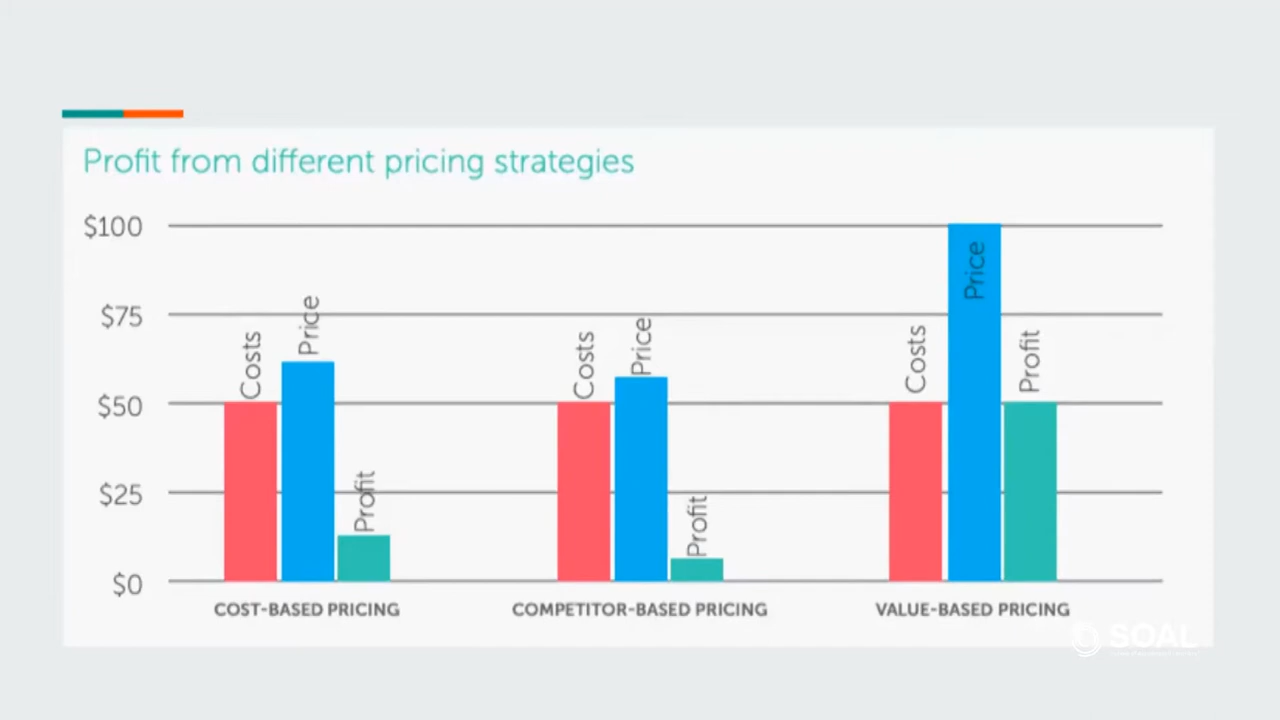 Profit from different pricing strategies
$100
$75
$50
$25
$0
Costs
Price
Profit
Costs
Price
Profit
Costs
Price
Profit
COST-BASED PRICING
COMPETITOR-BASED PRICING
VALUE-BASED PRICING
SOAL